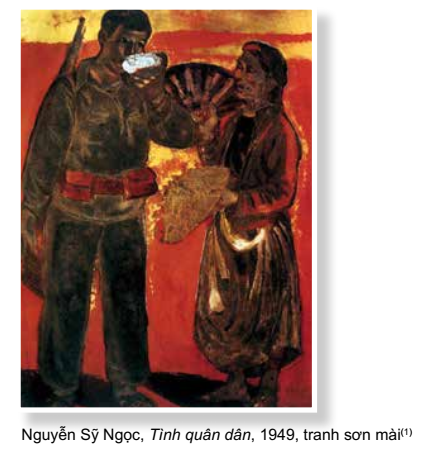 Nguyễn Sỹ Ngọc, Tình quân dân, 1949, tranh sơn mài(1)